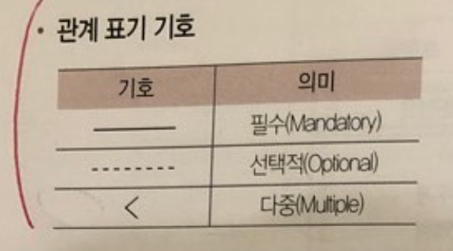 • 관계 표기 기호
기호 의미
필수(Mandatory)
선택적(Optional)
< 다중(Multiple)